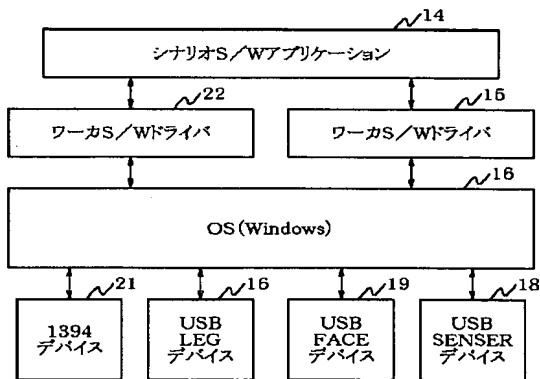 14
シナリオS/Wアプリケーション
22
15
ワーカS/Wドライバ
ワーカS/Wドライバ
16
OS(Windows)
21
16
19
18
1394
デバイス
USB
LEG
デバイス
USB
FACE
デバイス
USB
SENSER
デバイス